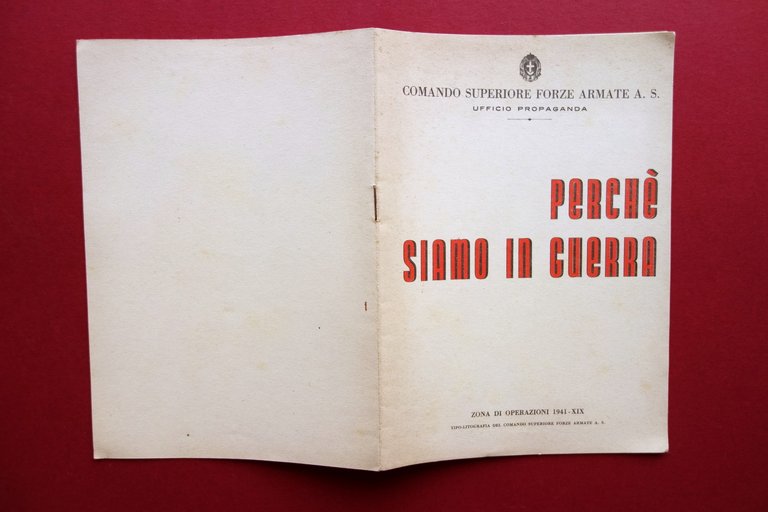 COMANDO SUPERIORE FORZE ARMATE A. S.
UFFICIO PROPAGANDA
PERCHÈ
SIAMO IN GUERRA
ZONA DI OPERAZIONI 1941-XIX
TIPO-LITOGRAFIA DEL COMANDO SUPERIORE FORZE ARMATE A. S.